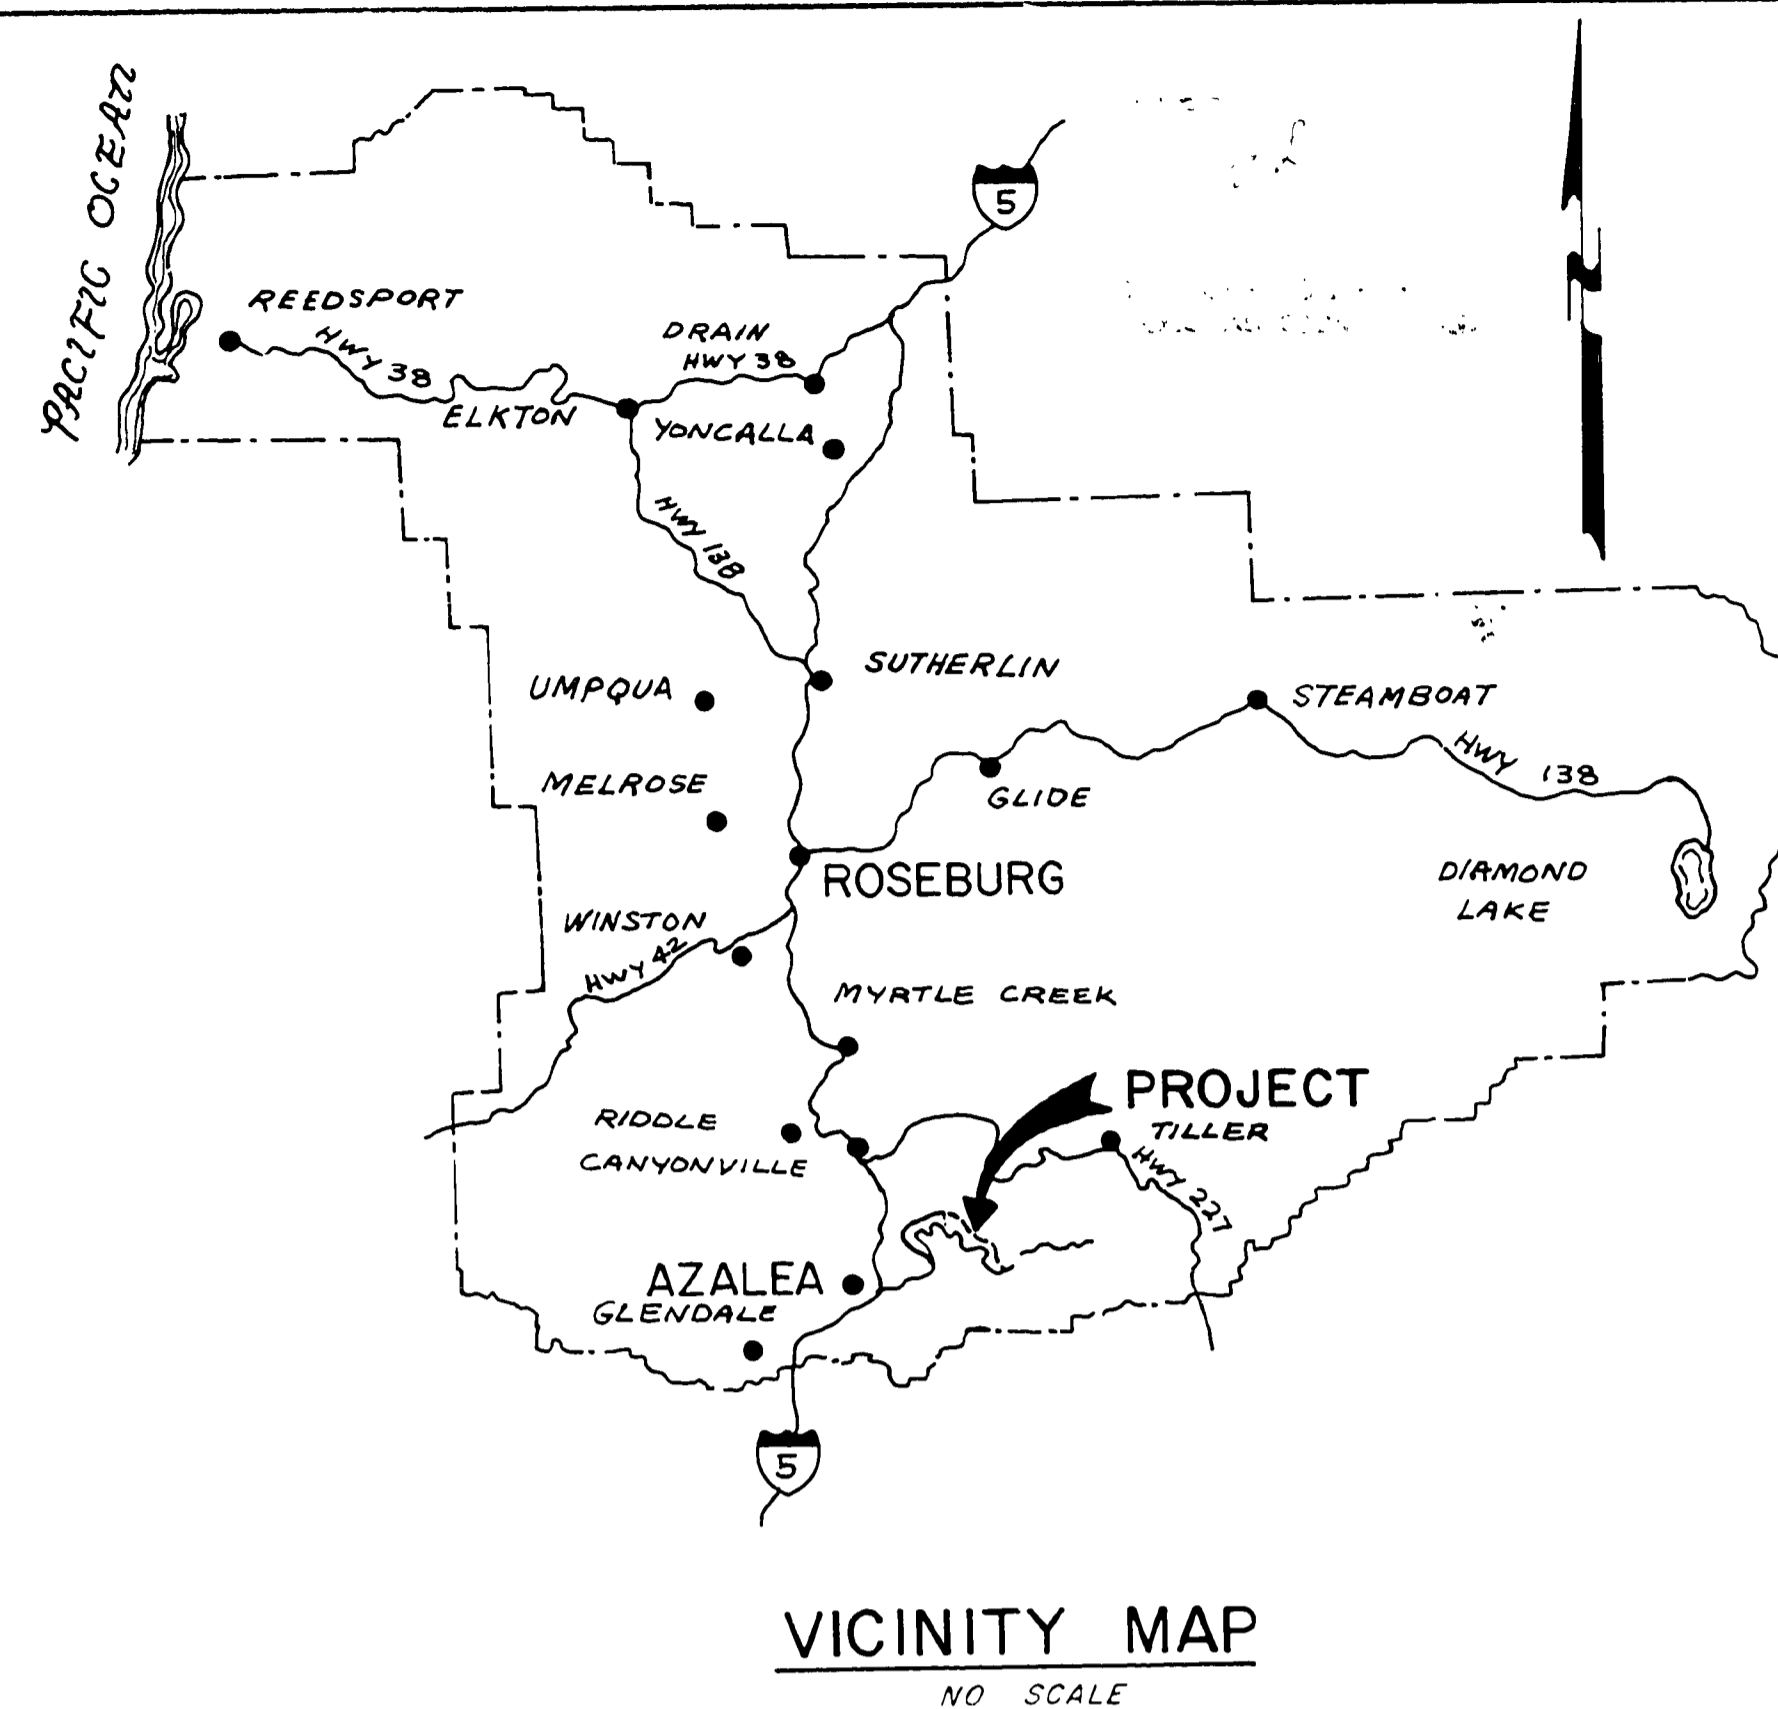 PACIFIC OCEAN
5
REEDSPORT
HWY 38
DRAIN
HWY 38
ELKTON
YONCALLA
HWY 138
SUTHERLIN
UMPQUA
STEAMBOAT
HWY 138
MELROSE
GLIDE
ROSEBURG
DIAMOND
LAKE
WINSTON
HWY 42
MYRTLE CREEK
PROJECT
TILLER
HWY 227
RIDDLE
CANYONVILLE
AZALEA
GLENDALE
5
VICINITY MAP
NO SCALE